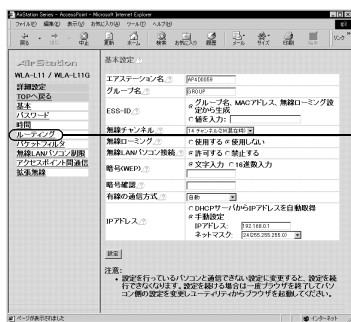 AirStation Series - AccessPoint - Microsoft Internet Explorer
ファイル(F) 編集(E) 表示(V) お気に入り(A) ツール(T) ヘルプ(H)
戻る 進む 中止 更新 ホーム 検索 お気に入り 履歴 メール サイズ 印刷 リンク
AirStation
WLA-L11 / WLA-L11G
詳細設定
TOPへ戻る
基本
パスワード
時間
ルーティング
パケットフィルタ
無線LANパソコン制限
アクセスポイント間通信
拡張無線
基本設定
エアステーション名 AP4D0059
グループ名 GROUP
ESS-ID グループ名、MACアドレス、無線ローミング設定から生成
値を入力:
無線チャンネル 14 チャンネル
無線ローミング 使用する 使用しない
無線LANパソコン接続 許可する 禁止する
暗号(WEP) 文字入力 16進数入力
暗号確認
有線の通信方式 自動
IPアドレス DHCPサーバからIPアドレスを自動取得
手動設定
IPアドレス: 192.168.0.1
ネットマスク: 24 (255.255.255.0)
設定
注意:
設定を行っているパソコンと通信できない設定に変更すると、設定を続
行できなくなります。設定を続ける場合は一度ブラウザを終了してパソ
コン側の設定を変更しユーティリティからブラウザを起動してください。
ページが表示されました
インターネット